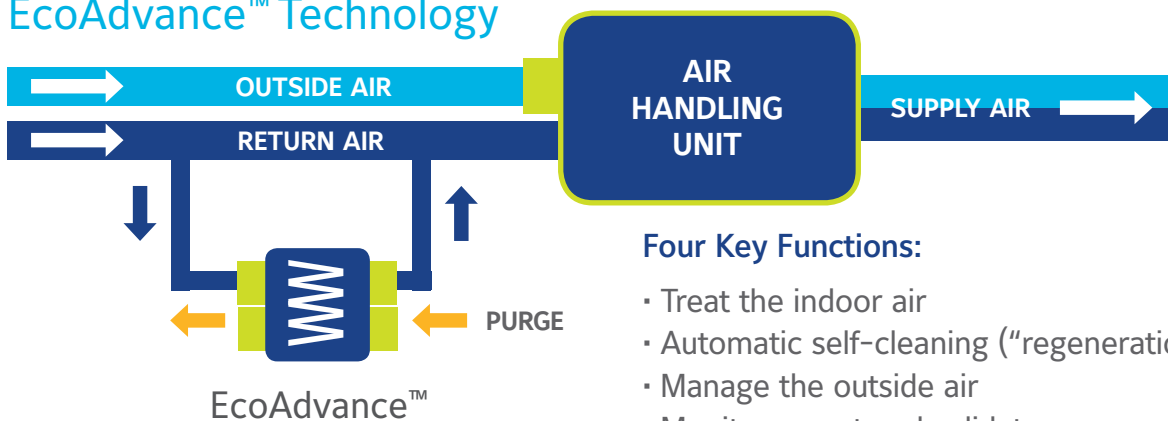 EcoAdvance™ Technology
OUTSIDE AIR
RETURN AIR
AIR
HANDLING
UNIT
SUPPLY AIR
PURGE
EcoAdvance™
Four Key Functions:
· Treat the indoor air
· Automatic self-cleaning (“regeneratio
· Manage the outside air